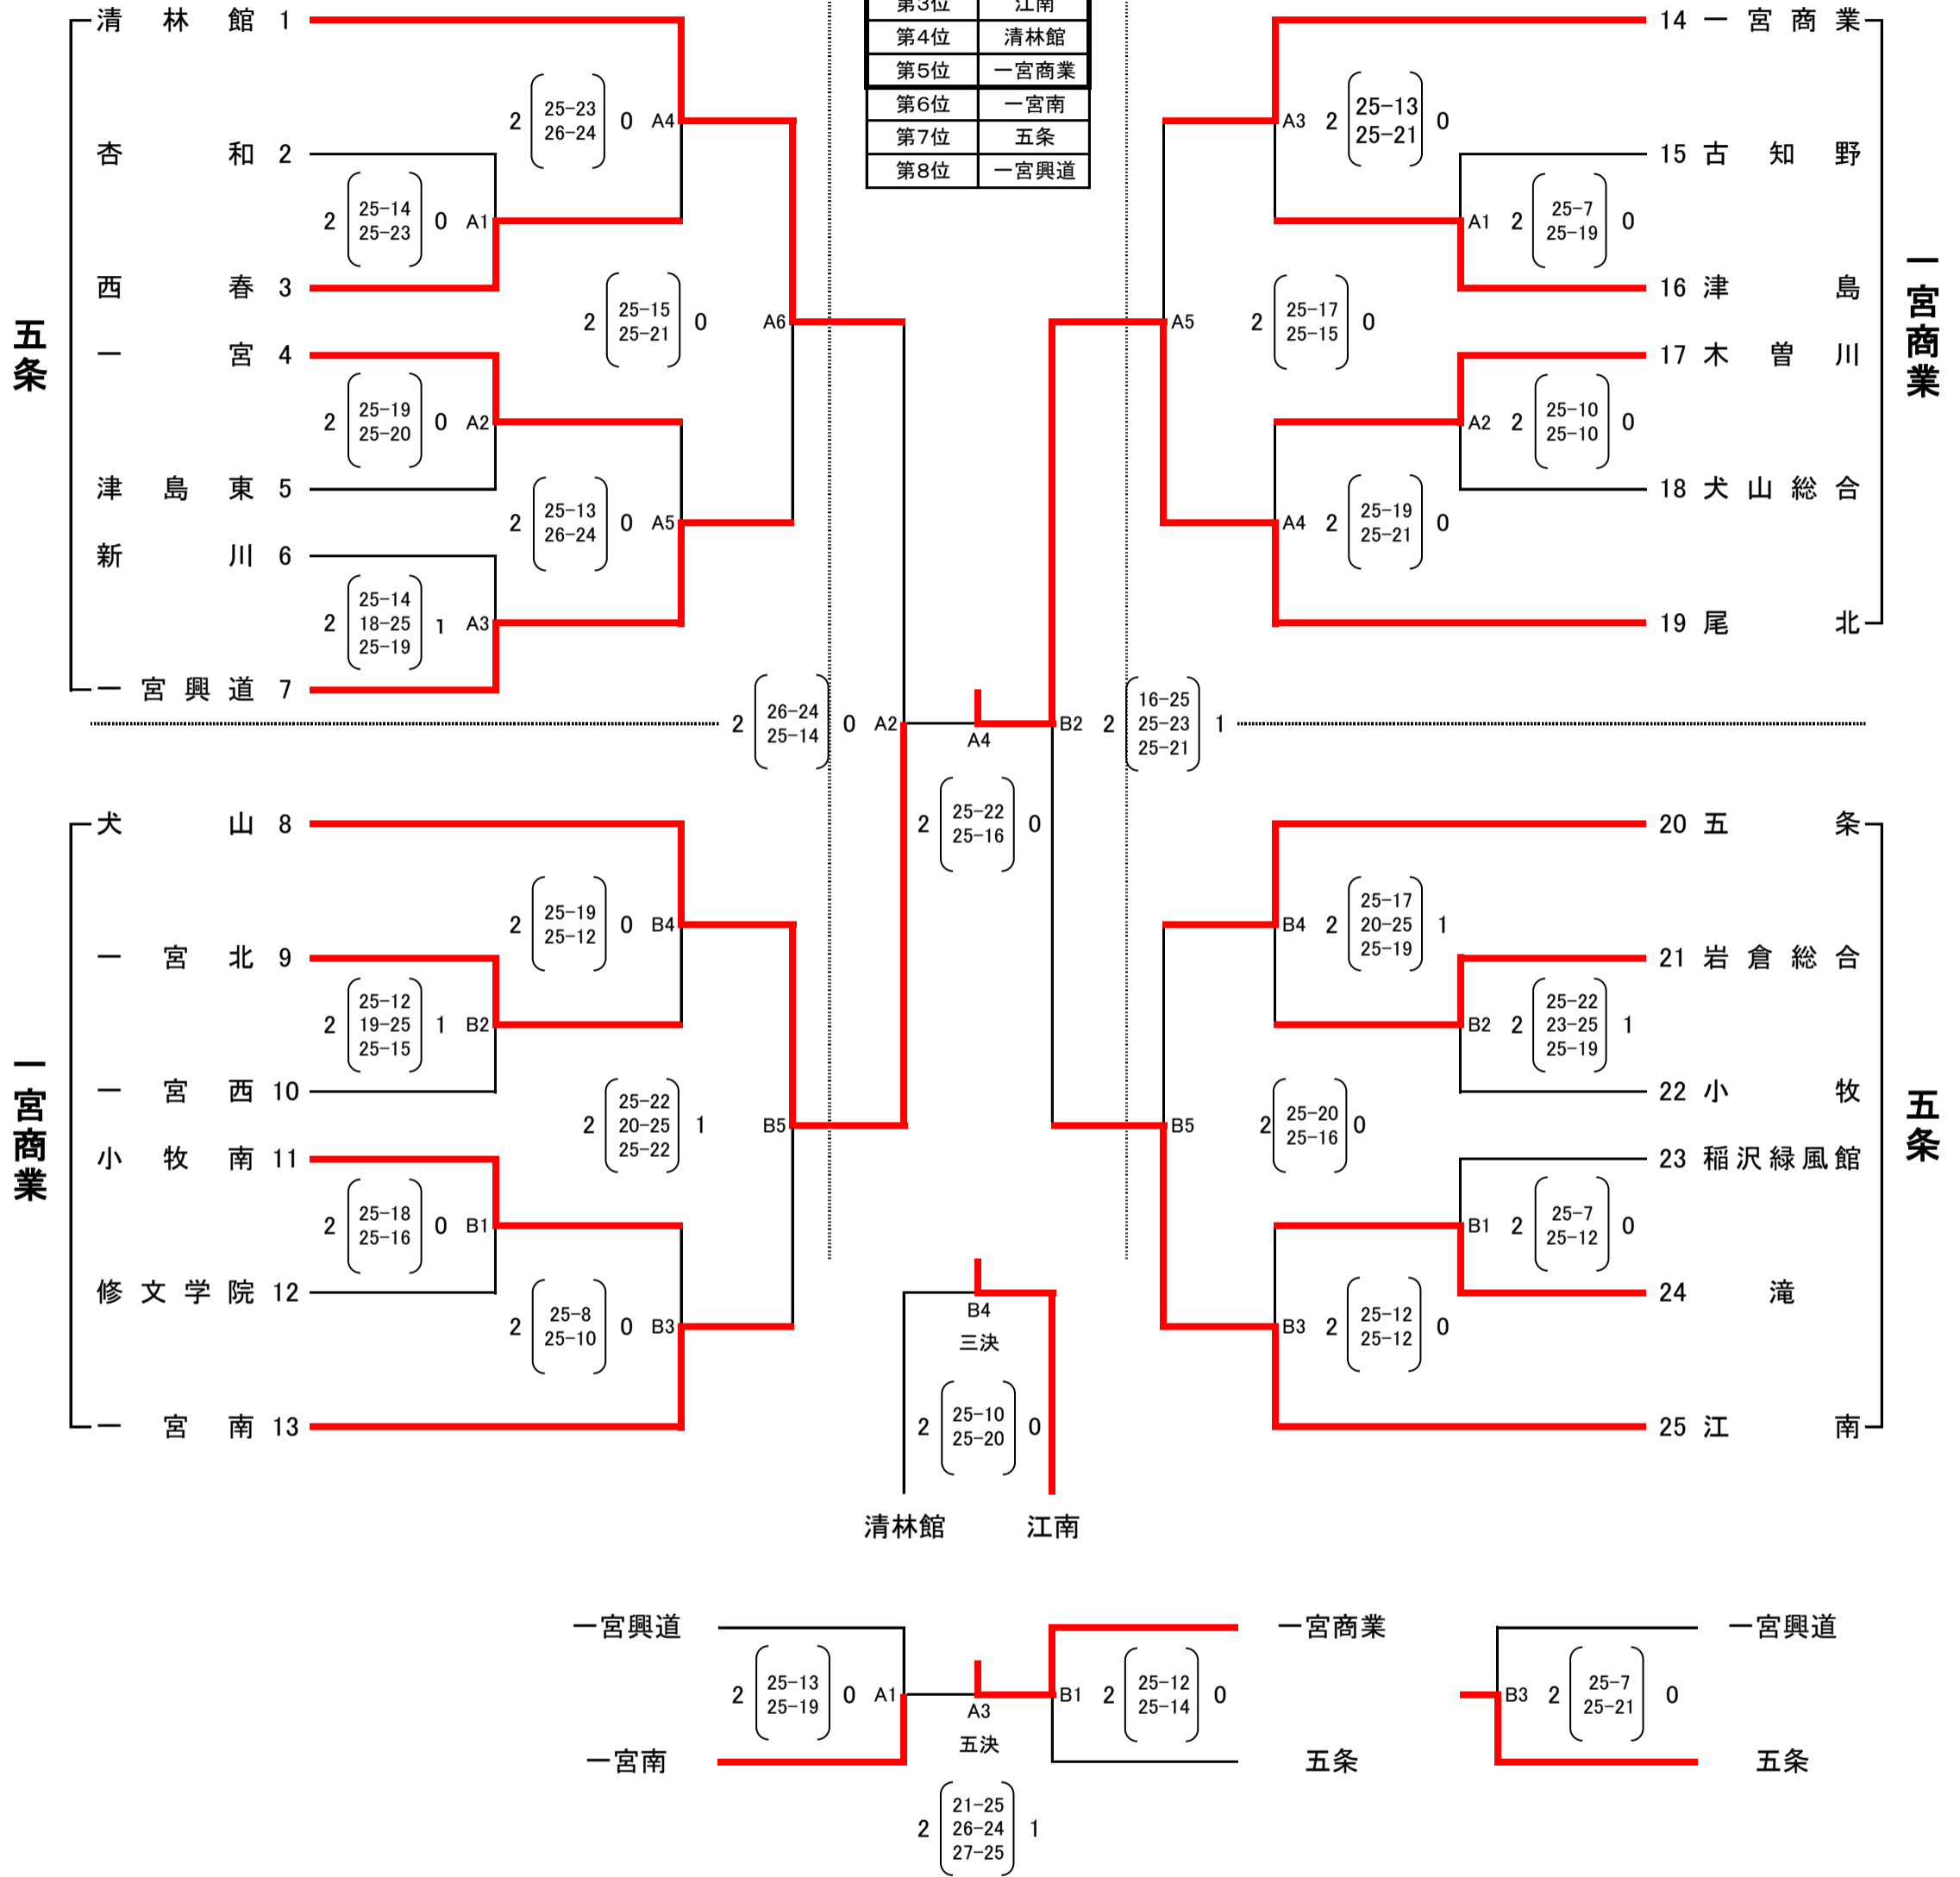 第3位 江南
第4位 清林館
第5位 一宮商業
第6位 一宮南
第7位 五条
第8位 一宮興道
五条
清林館 1
杏和 2
西春 3
一宮 4
津島東 5
新川 6
一宮興道 7
2 25-23 26-24 0 A4
2 25-14 25-23 0 A1
2 25-15 25-21 0 A6
2 25-19 25-20 0 A2
2 25-13 26-24 0 A5
2 25-14 18-25 25-19 1 A3
一宮商業
犬山 8
一宮北 9
一宮西 10
小牧南 11
修文学院 12
一宮南 13
2 25-19 25-12 0 B4
2 25-12 19-25 25-15 1 B2
2 25-22 20-25 25-22 1 B5
2 25-18 25-16 0 B1
2 25-8 25-10 0 B3
2 26-24 25-14 0 A2
A4
2 25-22 25-16 0
B2 2 16-25 25-23 25-21 1
一宮商業
14 一宮商業
15 古知野
16 津島
17 木曽川
18 犬山総合
19 尾北
A3 2 25-13 25-21 0
A1 2 25-7 25-19 0
A5 2 25-17 25-15 0
A2 2 25-10 25-10 0
A4 2 25-19 25-21 0
五条
20 五条
21 岩倉総合
22 小牧
23 稲沢緑風館
24 滝
25 江南
B4 2 25-17 20-25 25-19 1
B2 2 25-22 23-25 25-19 1
B5 2 25-20 25-16 0
B1 2 25-7 25-12 0
B3 2 25-12 25-12 0
B4
三決
2 25-10 25-20 0
清林館 江南
一宮興道
2 25-13 25-19 0 A1
一宮南
A3
五決
2 21-25 26-24 27-25 1
一宮商業
B1 2 25-12 25-14 0
五条
一宮興道
B3 2 25-7 25-21 0
五条